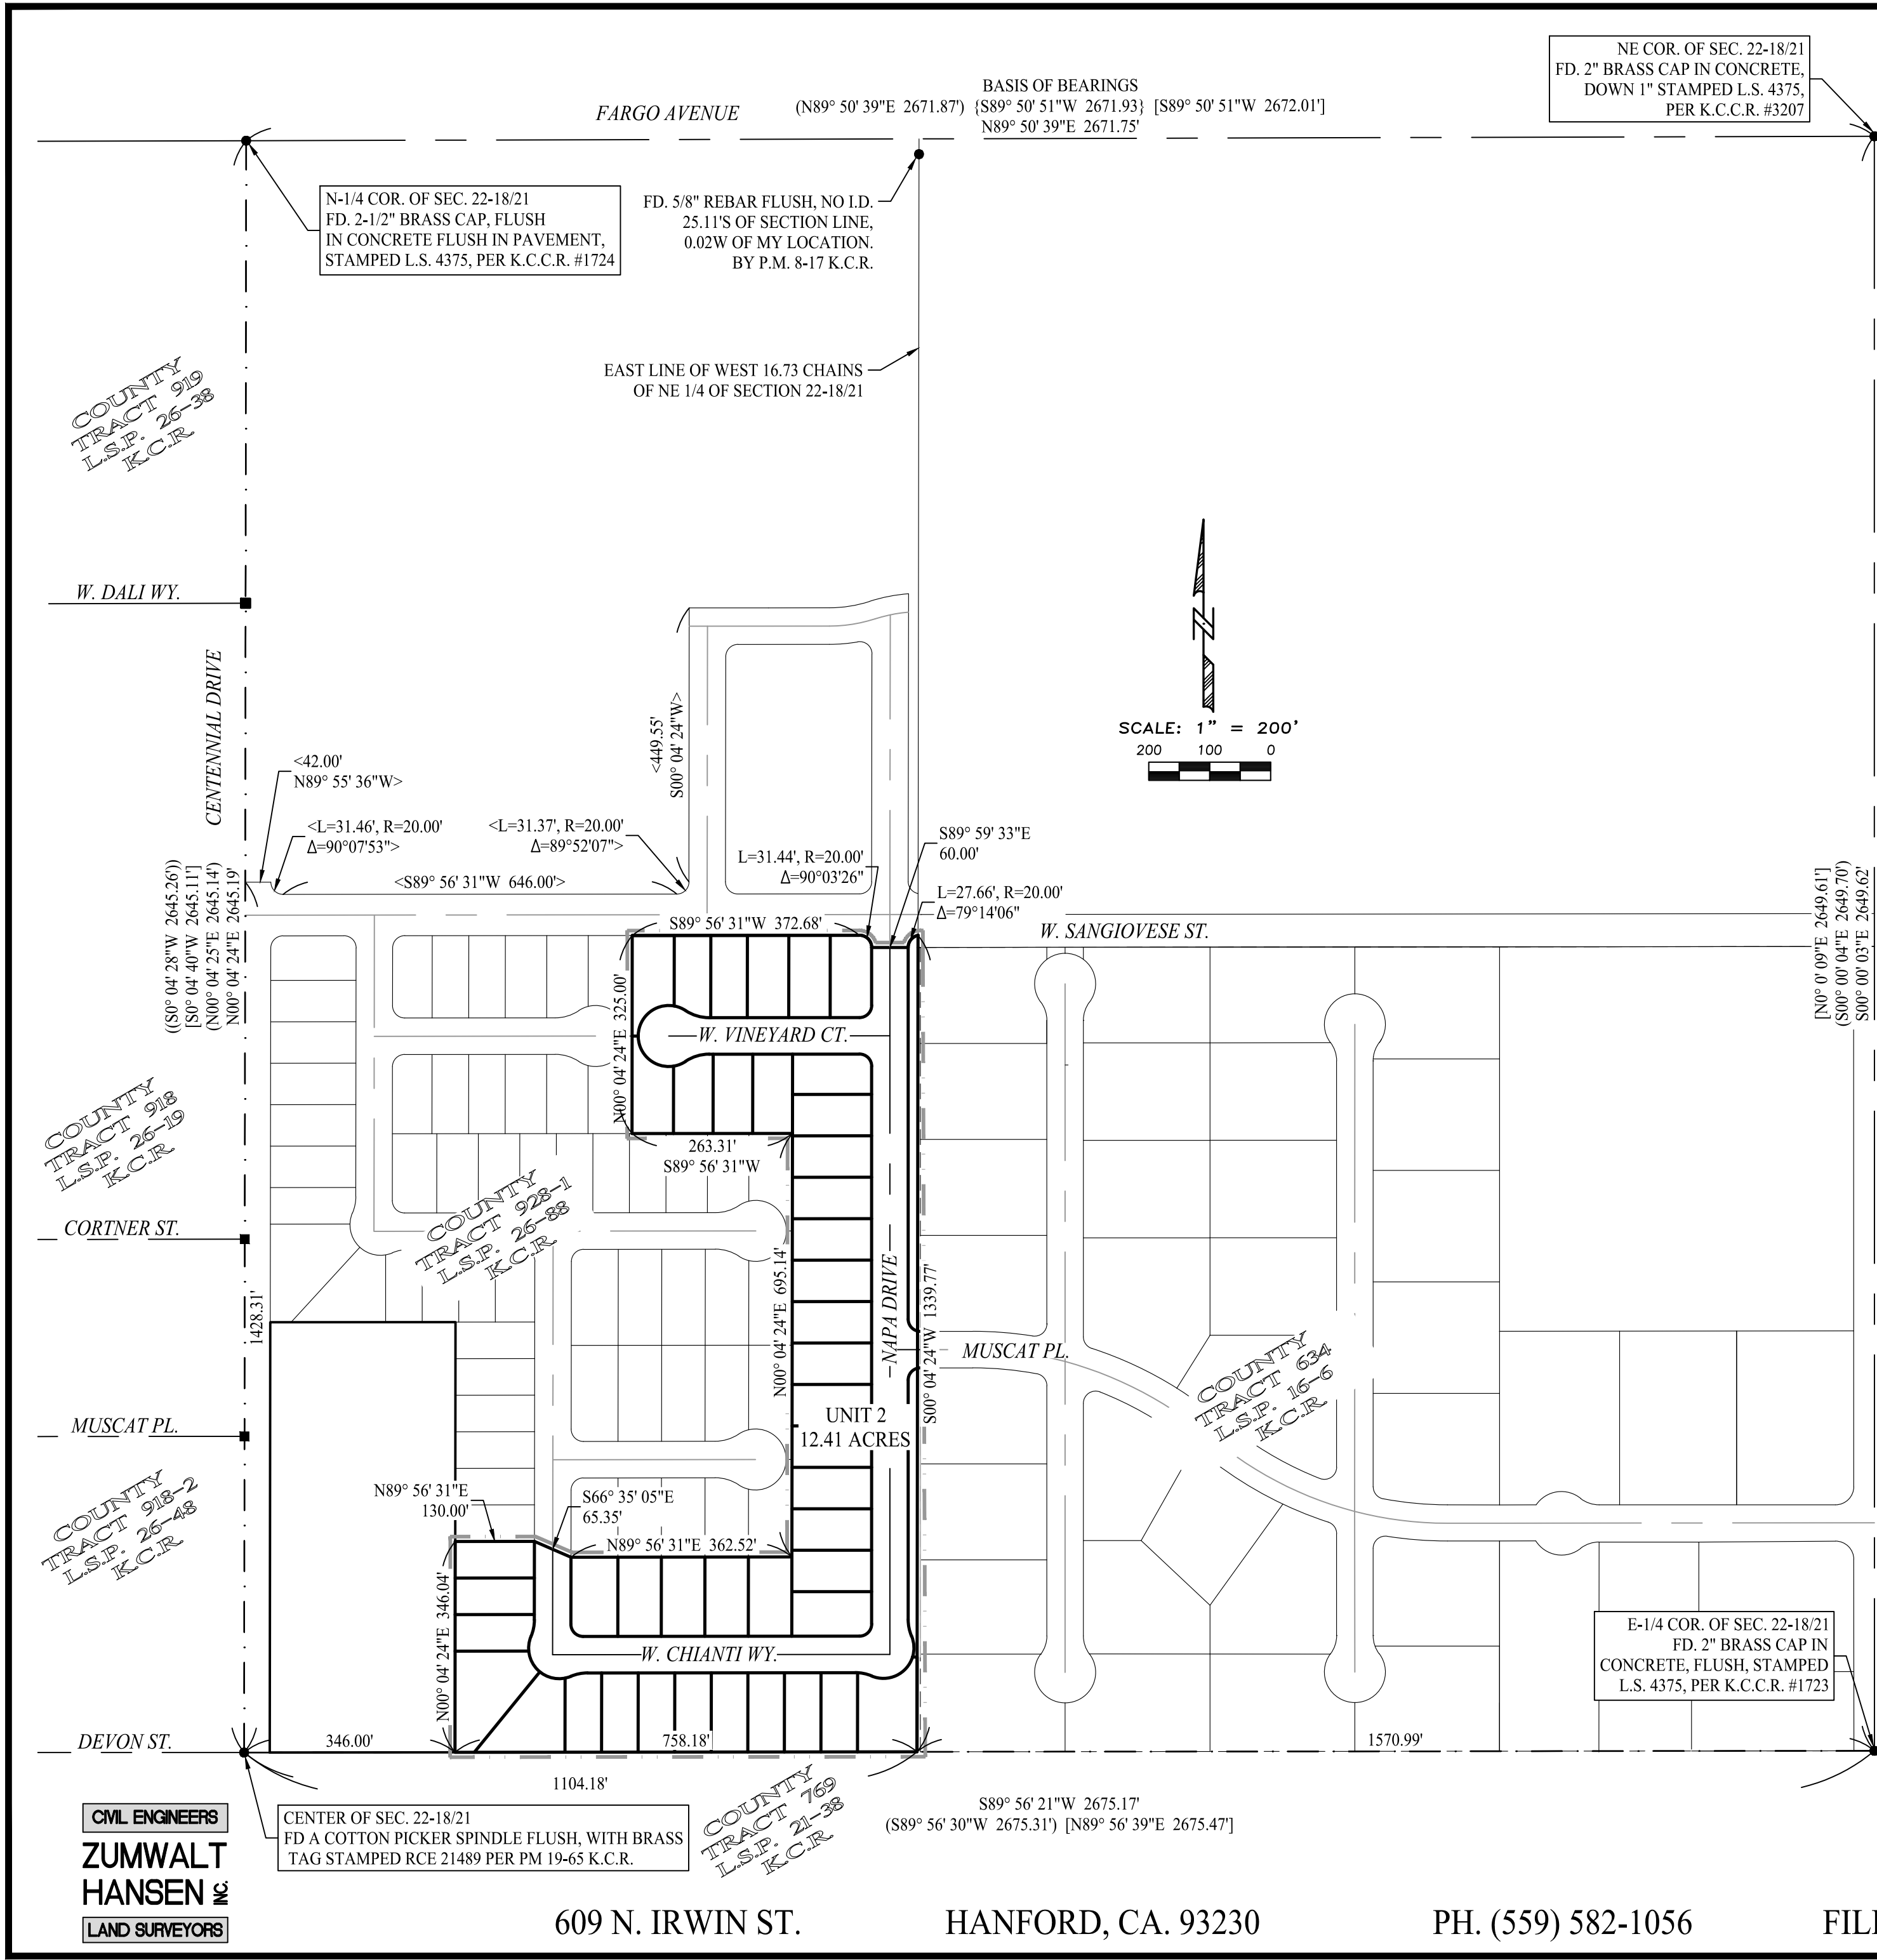 NE COR. OF SEC. 22-18/21
FD. 2" BRASS CAP IN CONCRETE,
DOWN 1" STAMPED L.S. 4375,
PER K.C.C.R. #3207
BASIS OF BEARINGS
FARGO AVENUE
(N89° 50' 39"E 2671.87') {S89° 50' 51"W 2671.93} [S89° 50' 51"W 2672.01']
N89° 50' 39"E 2671.75'
N-1/4 COR. OF SEC. 22-18/21
FD. 2-1/2" BRASS CAP, FLUSH
IN CONCRETE FLUSH IN PAVEMENT,
STAMPED L.S. 4375, PER K.C.C.R. #1724
FD. 5/8" REBAR FLUSH, NO I.D.
25.11'S OF SECTION LINE,
0.02W OF MY LOCATION.
BY P.M. 8-17 K.C.R.
EAST LINE OF WEST 16.73 CHAINS
OF NE 1/4 OF SECTION 22-18/21
COUNTY
TRACT 919
L.S.P. 26-38
K.C.R.
W. DALI WY.
CENTENNIAL DRIVE
N
SCALE: 1" = 200'
200 100 0
<449.55'
S00° 04' 24"W>
<42.00'
N89° 55' 36"W>
<L=31.46', R=20.00'
Δ=90°07'53">
<L=31.37', R=20.00'
Δ=89°52'07">
<S89° 56' 31"W 646.00'>
L=31.44', R=20.00'
Δ=90°03'26"
S89° 59' 33"E
60.00'
L=27.66', R=20.00'
Δ=79°14'06"
((S0° 04' 28"W 2645.26'))
[S0° 04' 40"W 2645.11']
(N00° 04' 25"E 2645.14')
N00° 04' 24"E 2645.19'
S89° 56' 31"W 372.68'
W. SANGIOVESE ST.
[N0° 0' 09"E 2649.61']
(S00° 00' 04"E 2649.70')
S00° 00' 03"E 2649.62'
N00° 04' 24"E 325.00'
W. VINEYARD CT.
COUNTY
TRACT 918
L.S.P. 26-19
K.C.R.
263.31'
S89° 56' 31"W
COUNTY
TRACT 928-1
L.S.P. 26-88
K.C.R.
CORTNER ST.
1428.31'
N00° 04' 24"E 695.14'
NAPA DRIVE
S00° 04' 24"W 1339.77'
MUSCAT PL.
COUNTY
TRACT 634
L.S.P. 16-6
K.C.R.
UNIT 2
12.41 ACRES
MUSCAT PL.
COUNTY
TRACT 918-2
L.S.P. 26-48
K.C.R.
N89° 56' 31"E
130.00'
S66° 35' 05"E
65.35'
N89° 56' 31"E 362.52'
N00° 04' 24"E 346.04'
W. CHIANTI WY.
E-1/4 COR. OF SEC. 22-18/21
FD. 2" BRASS CAP IN
CONCRETE, FLUSH, STAMPED
L.S. 4375, PER K.C.C.R. #1723
DEVON ST.
346.00'
758.18'
1570.99'
1104.18'
COUNTY
TRACT 769
L.S.P. 21-38
K.C.R.
S89° 56' 21"W 2675.17'
(S89° 56' 30"W 2675.31') [N89° 56' 39"E 2675.47']
CENTER OF SEC. 22-18/21
FD A COTTON PICKER SPINDLE FLUSH, WITH BRASS
TAG STAMPED RCE 21489 PER PM 19-65 K.C.R.
CIVIL ENGINEERS
ZUMWALT
HANSEN INC.
LAND SURVEYORS
609 N. IRWIN ST. HANFORD, CA. 93230 PH. (559) 582-1056